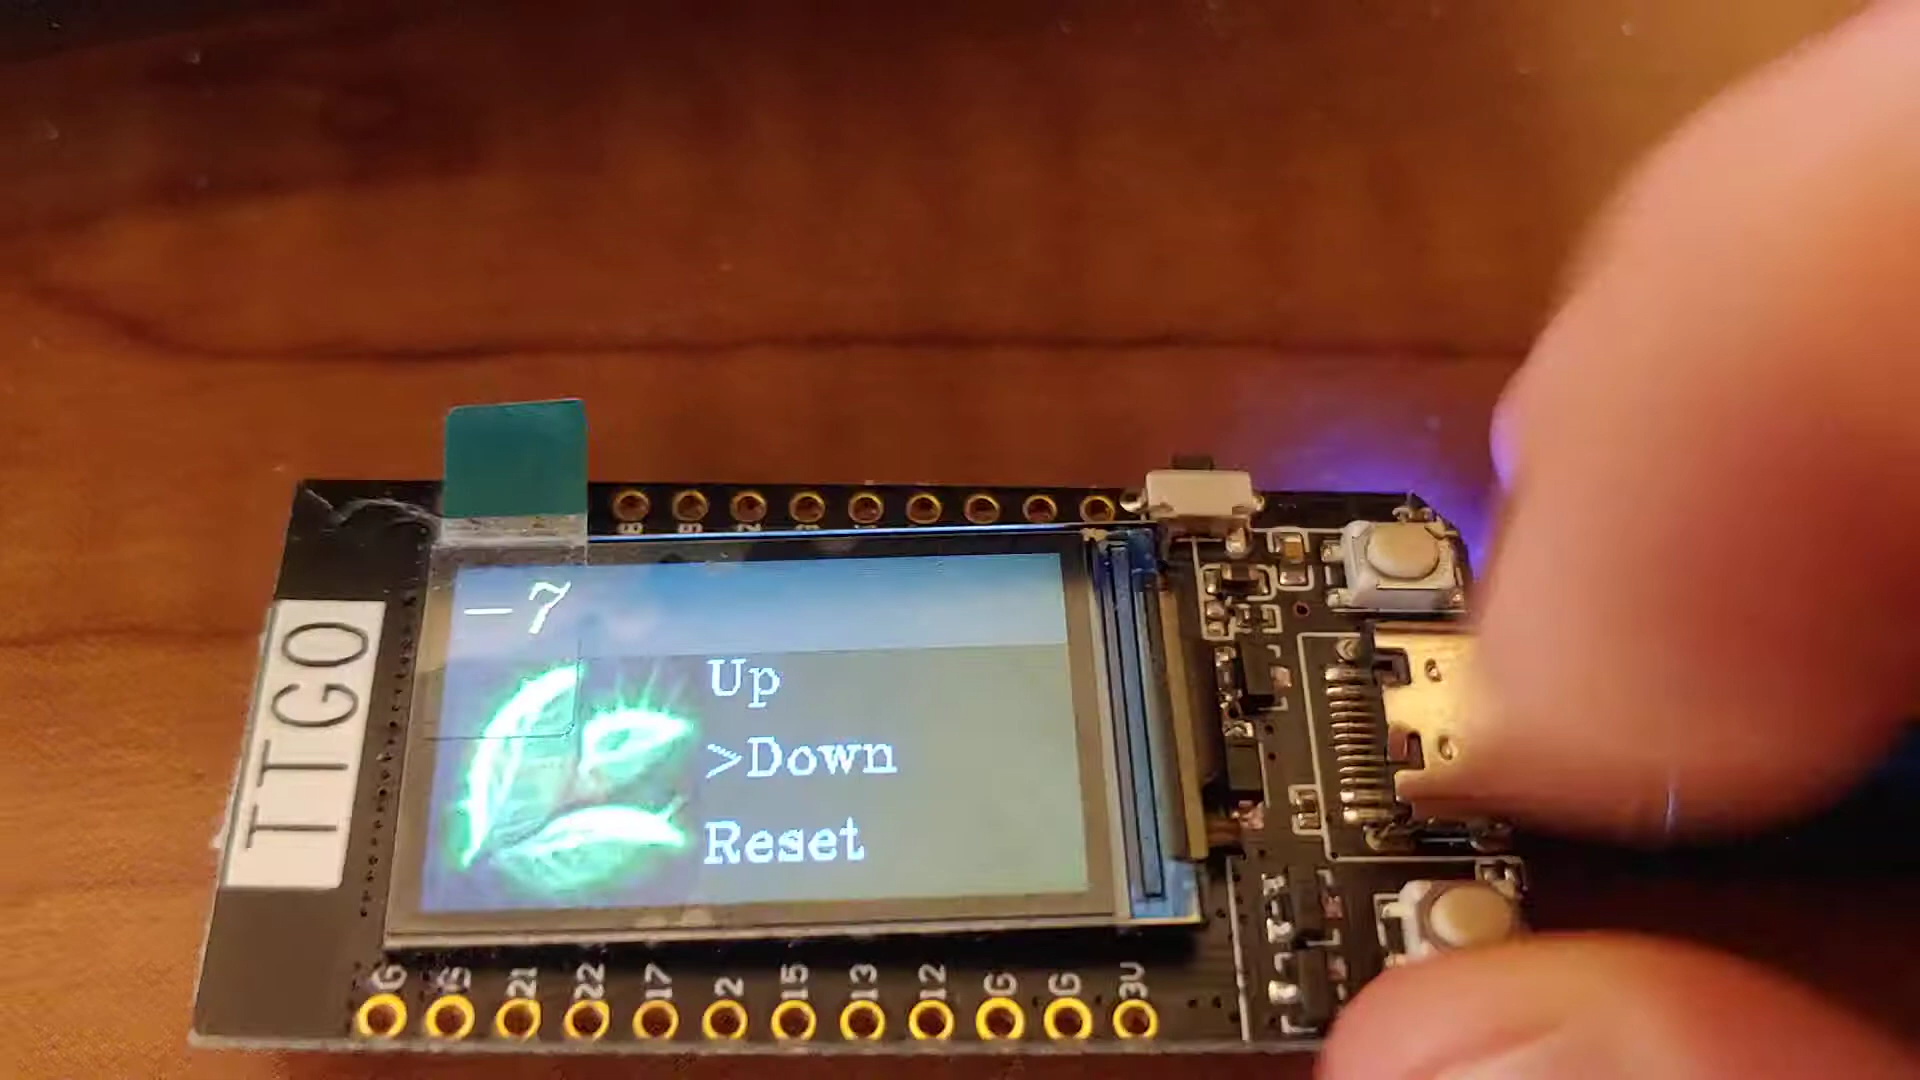 -7
Up
>Down
Reset
TTGO
G G 21 22 17 2 15 13 12 G G 3V